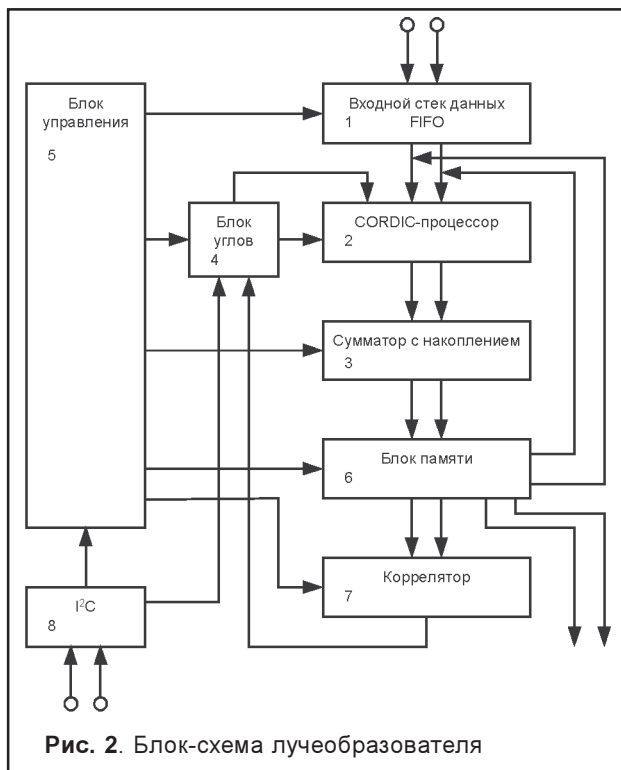 Блок
управления
5
Входной стек данных
1 FIFO
Блок
углов
4
CORDIC-процессор
2
Сумматор с накоплением
3
Блок памяти
6
Коррелятор
7
I²C
8
Рис. 2. Блок-схема лучеобразователя